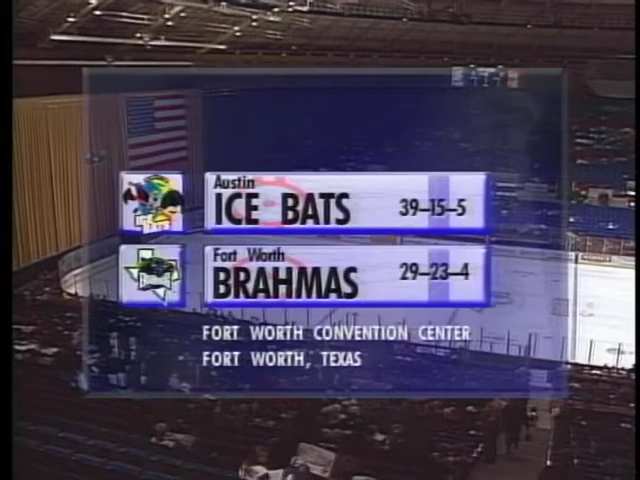 Austin
ICE BATS 39-15-5
Fort Worth
BRAHMAS 29-23-4
FORT WORTH CONVENTION CENTER
FORT WORTH, TEXAS